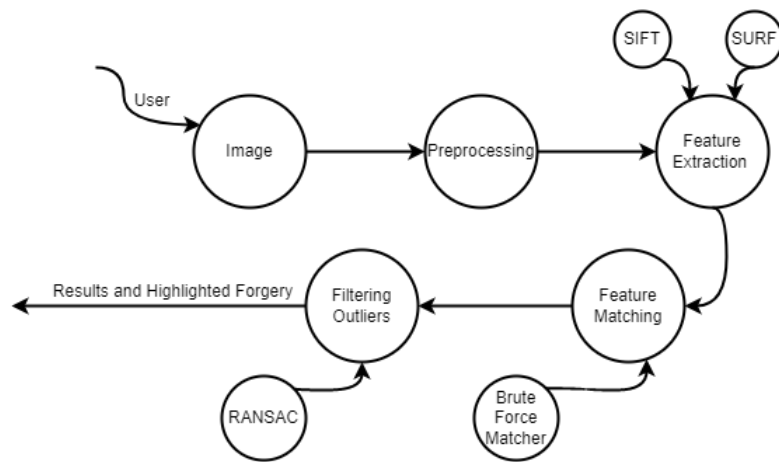 SIFT
SURF
User
Image
Preprocessing
Feature
Extraction
Results and Highlighted Forgery
Filtering
Outliers
Feature
Matching
RANSAC
Brute
Force
Matcher